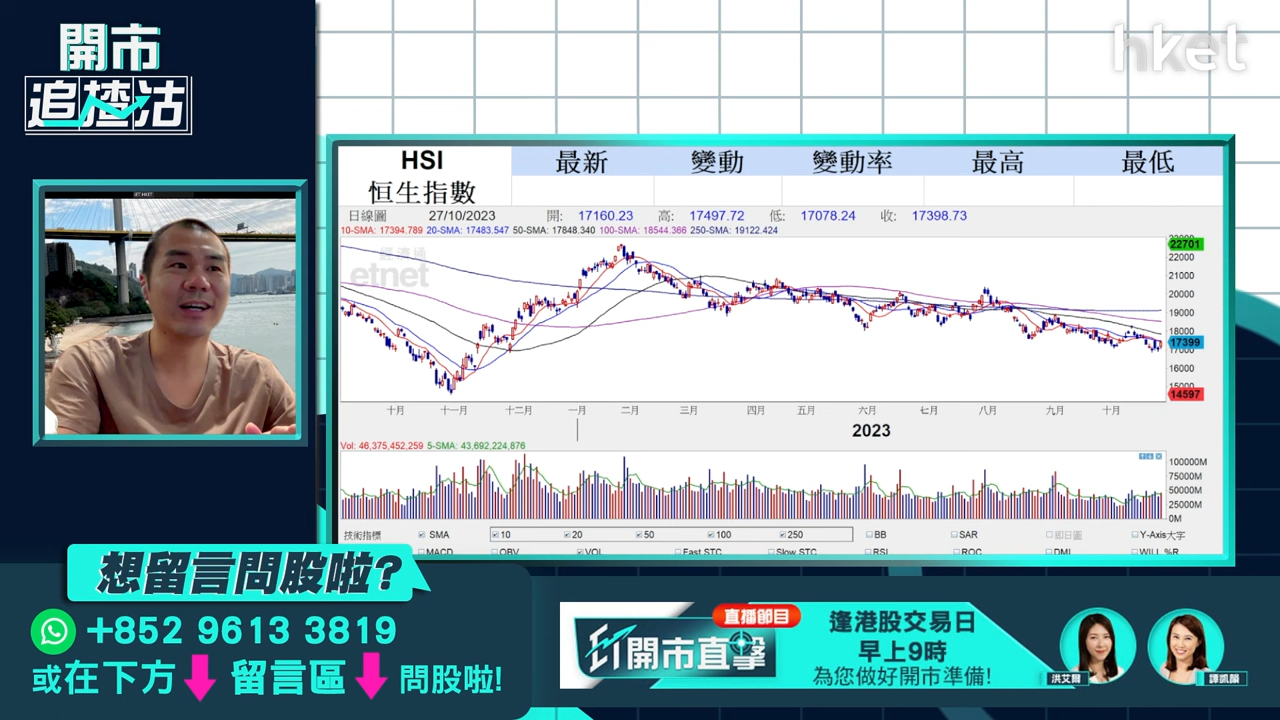 開市
追揸沽
hket
HSI
恒生指數
最新
變動
變動率
最高
最低
日線圖 27/10/2023 開: 17160.23 高: 17497.72 低: 17078.24 收: 17398.73
10-SMA: 17394.789 20-SMA: 17483.547 50-SMA: 17848.340 100-SMA: 18544.366 250-SMA: 19122.424
經濟通
etnet
22701
22000
21000
20000
19000
18000
17399
17000
16000
15000
14597
十月 十一月 十二月 一月 二月 三月 四月 五月 六月 七月 八月 九月 十月
2023
Vol: 46,375,452,259 5-SMA: 43,692,224,876
100000M
75000M
50000M
25000M
0M
技術指標 SMA 10 20 50 100 250 BB SAR 即日圖 Y-Axis大字
MACD OBV VOL Fast STC Slow STC RSI ROC DMI WILL %R
想留言問股啦?
+852 9613 3819
或在下方 留言區 問股啦!
直播節目
ET開市直擊
逢港股交易日
早上9時
為您做好開市準備!
洪艾爾
譚凱韻